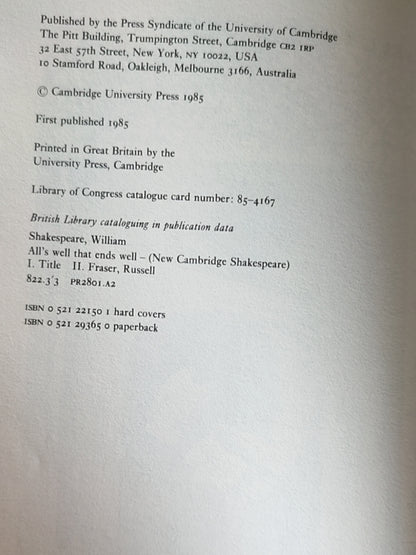 Published by the Press Syndicate of the University of Cambridge
The Pitt Building, Trumpington Street, Cambridge CB2 1RP
32 East 57th Street, New York, NY 10022, USA
10 Stamford Road, Oakleigh, Melbourne 3166, Australia
© Cambridge University Press 1985
First published 1985
Printed in Great Britain by the
University Press, Cambridge
Library of Congress catalogue card number: 85–4167
British Library cataloguing in publication data
Shakespeare, William
All's well that ends well – (New Cambridge Shakespeare)
I. Title II. Fraser, Russell
822.3'3 PR2801.A2
ISBN 0 521 22150 1 hard covers
ISBN 0 521 29365 0 paperback